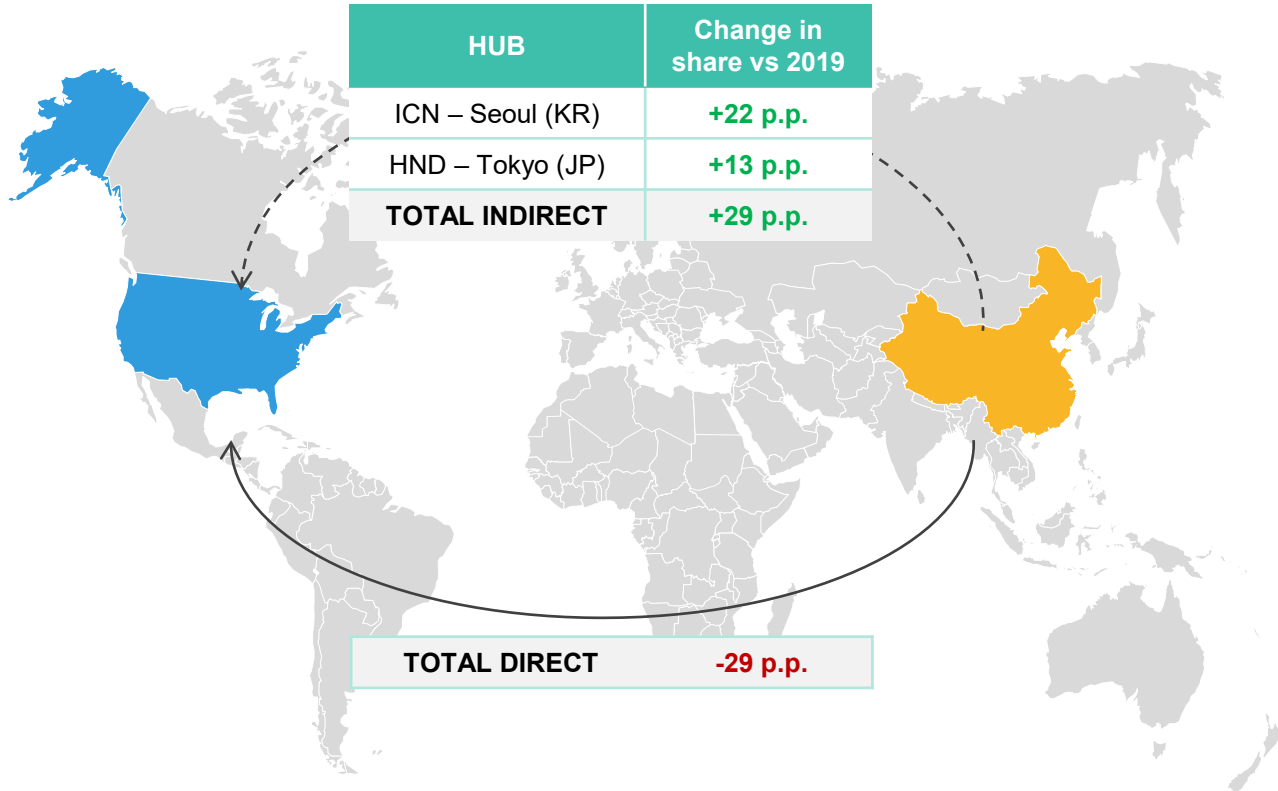 HUB
Change in
share vs 2019
ICN – Seoul (KR)
+22 p.p.
HND – Tokyo (JP)
+13 p.p.
TOTAL INDIRECT
+29 p.p.
TOTAL DIRECT
-29 p.p.